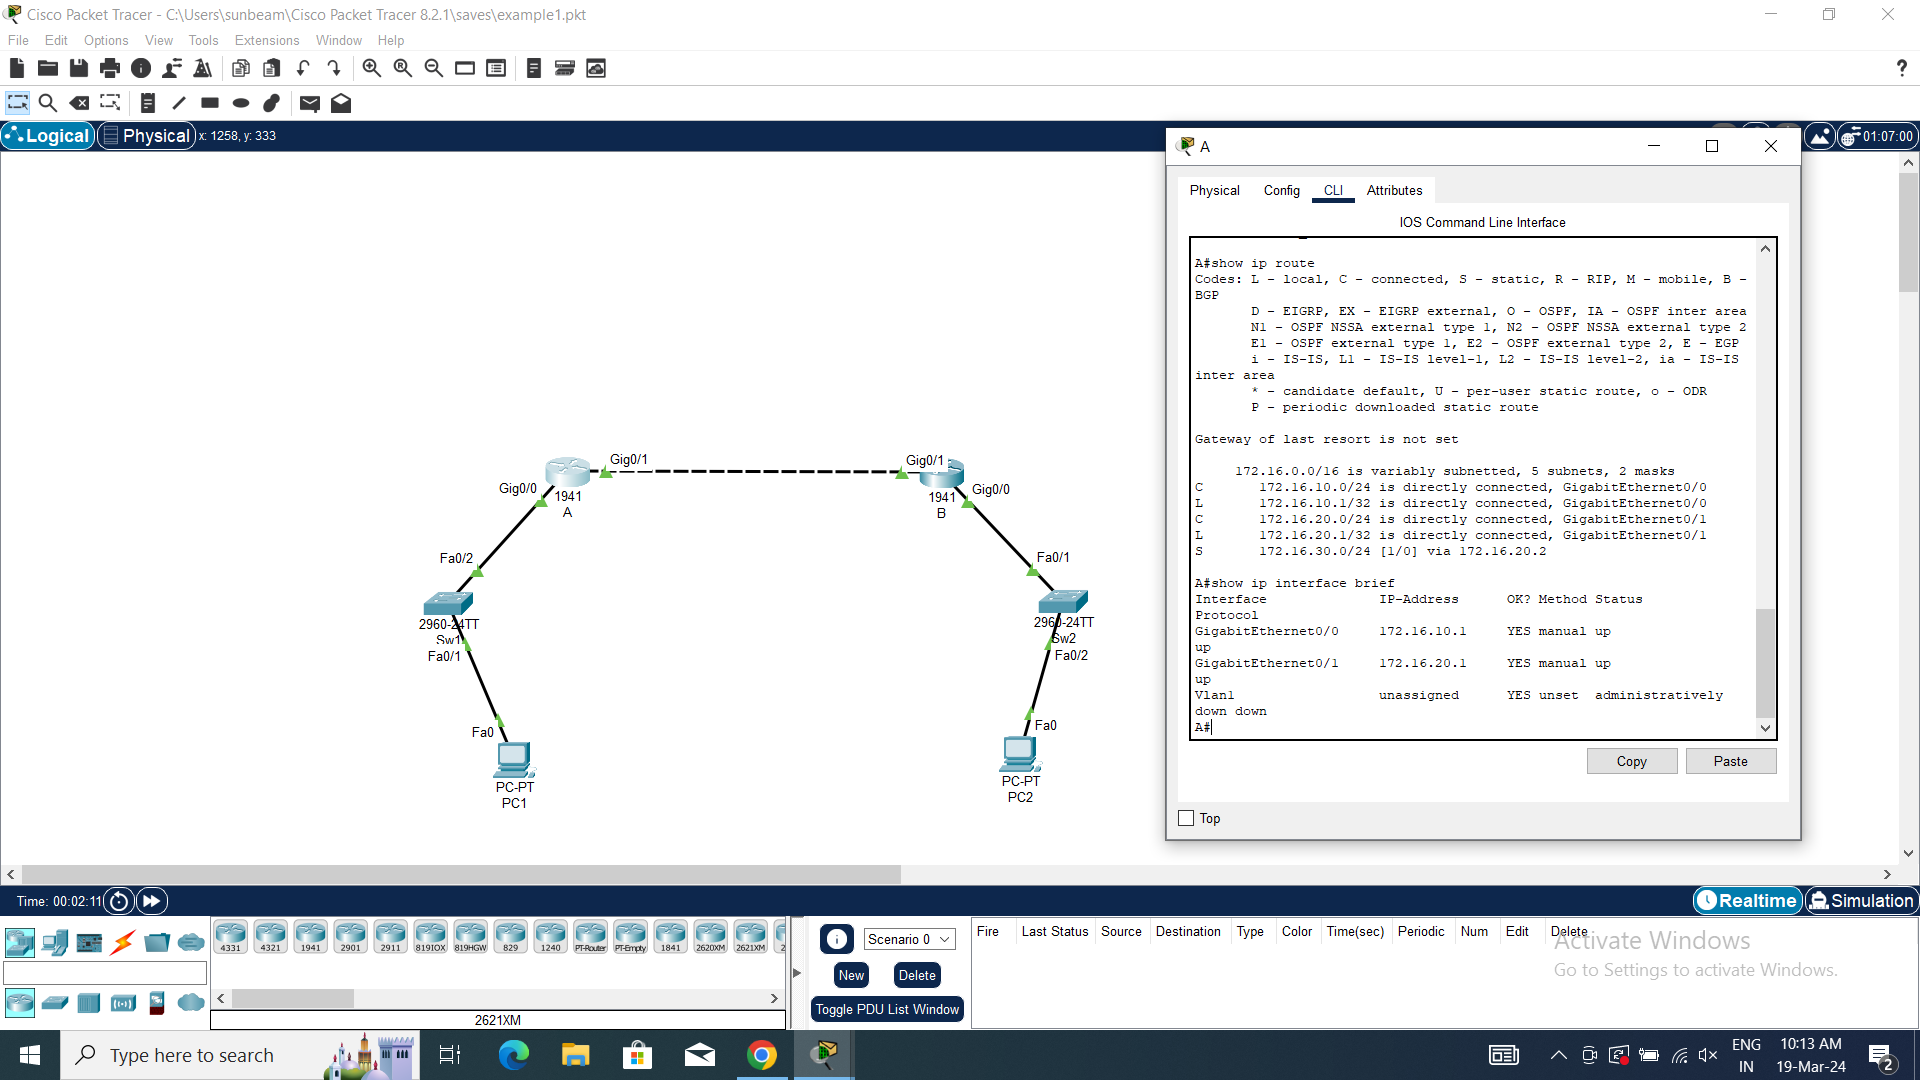 Cisco Packet Tracer - C:\Users\sunbeam\Cisco Packet Tracer 8.2.1\saves\example1.pkt
File Edit Options View Tools Extensions Window Help
?
Logical Physical x: 1258, y: 333
01:07:00
A
Physical Config CLI Attributes
IOS Command Line Interface
A#show ip route
Codes: L - local, C - connected, S - static, R - RIP, M - mobile, B -
BGP
D - EIGRP, EX - EIGRP external, O - OSPF, IA - OSPF inter area
N1 - OSPF NSSA external type 1, N2 - OSPF NSSA external type 2
E1 - OSPF external type 1, E2 - OSPF external type 2, E - EGP
i - IS-IS, L1 - IS-IS level-1, L2 - IS-IS level-2, ia - IS-IS
inter area
* - candidate default, U - per-user static route, o - ODR
P - periodic downloaded static route
Gateway of last resort is not set
172.16.0.0/16 is variably subnetted, 5 subnets, 2 masks
C 172.16.10.0/24 is directly connected, GigabitEthernet0/0
L 172.16.10.1/32 is directly connected, GigabitEthernet0/0
C 172.16.20.0/24 is directly connected, GigabitEthernet0/1
L 172.16.20.1/32 is directly connected, GigabitEthernet0/1
S 172.16.30.0/24 [1/0] via 172.16.20.2
A#show ip interface brief
Interface IP-Address OK? Method Status
Protocol
GigabitEthernet0/0 172.16.10.1 YES manual up
up
GigabitEthernet0/1 172.16.20.1 YES manual up
up
Vlan1 unassigned YES unset administratively
down down
A#
Copy Paste
Top
Gig0/1 Gig0/1
Gig0/0 1941 1941 Gig0/0
A B
Fa0/2 Fa0/1
2960-24TT 2960-24TT
Sw1 Sw2
Fa0/1 Fa0/2
Fa0 Fa0
PC-PT PC-PT
PC1 PC2
Time: 00:02:11
Realtime Simulation
4331 4321 1941 2901 2911 819IOX 819HGW 829 1240 PT-Router PT-Empty 1841 2620XM 2621XM 2
2621XM
Scenario 0
New Delete
Toggle PDU List Window
Fire Last Status Source Destination Type Color Time(sec) Periodic Num Edit Delete
Activate Windows
Go to Settings to activate Windows.
Type here to search
ENG
IN
10:13 AM
19-Mar-24
2